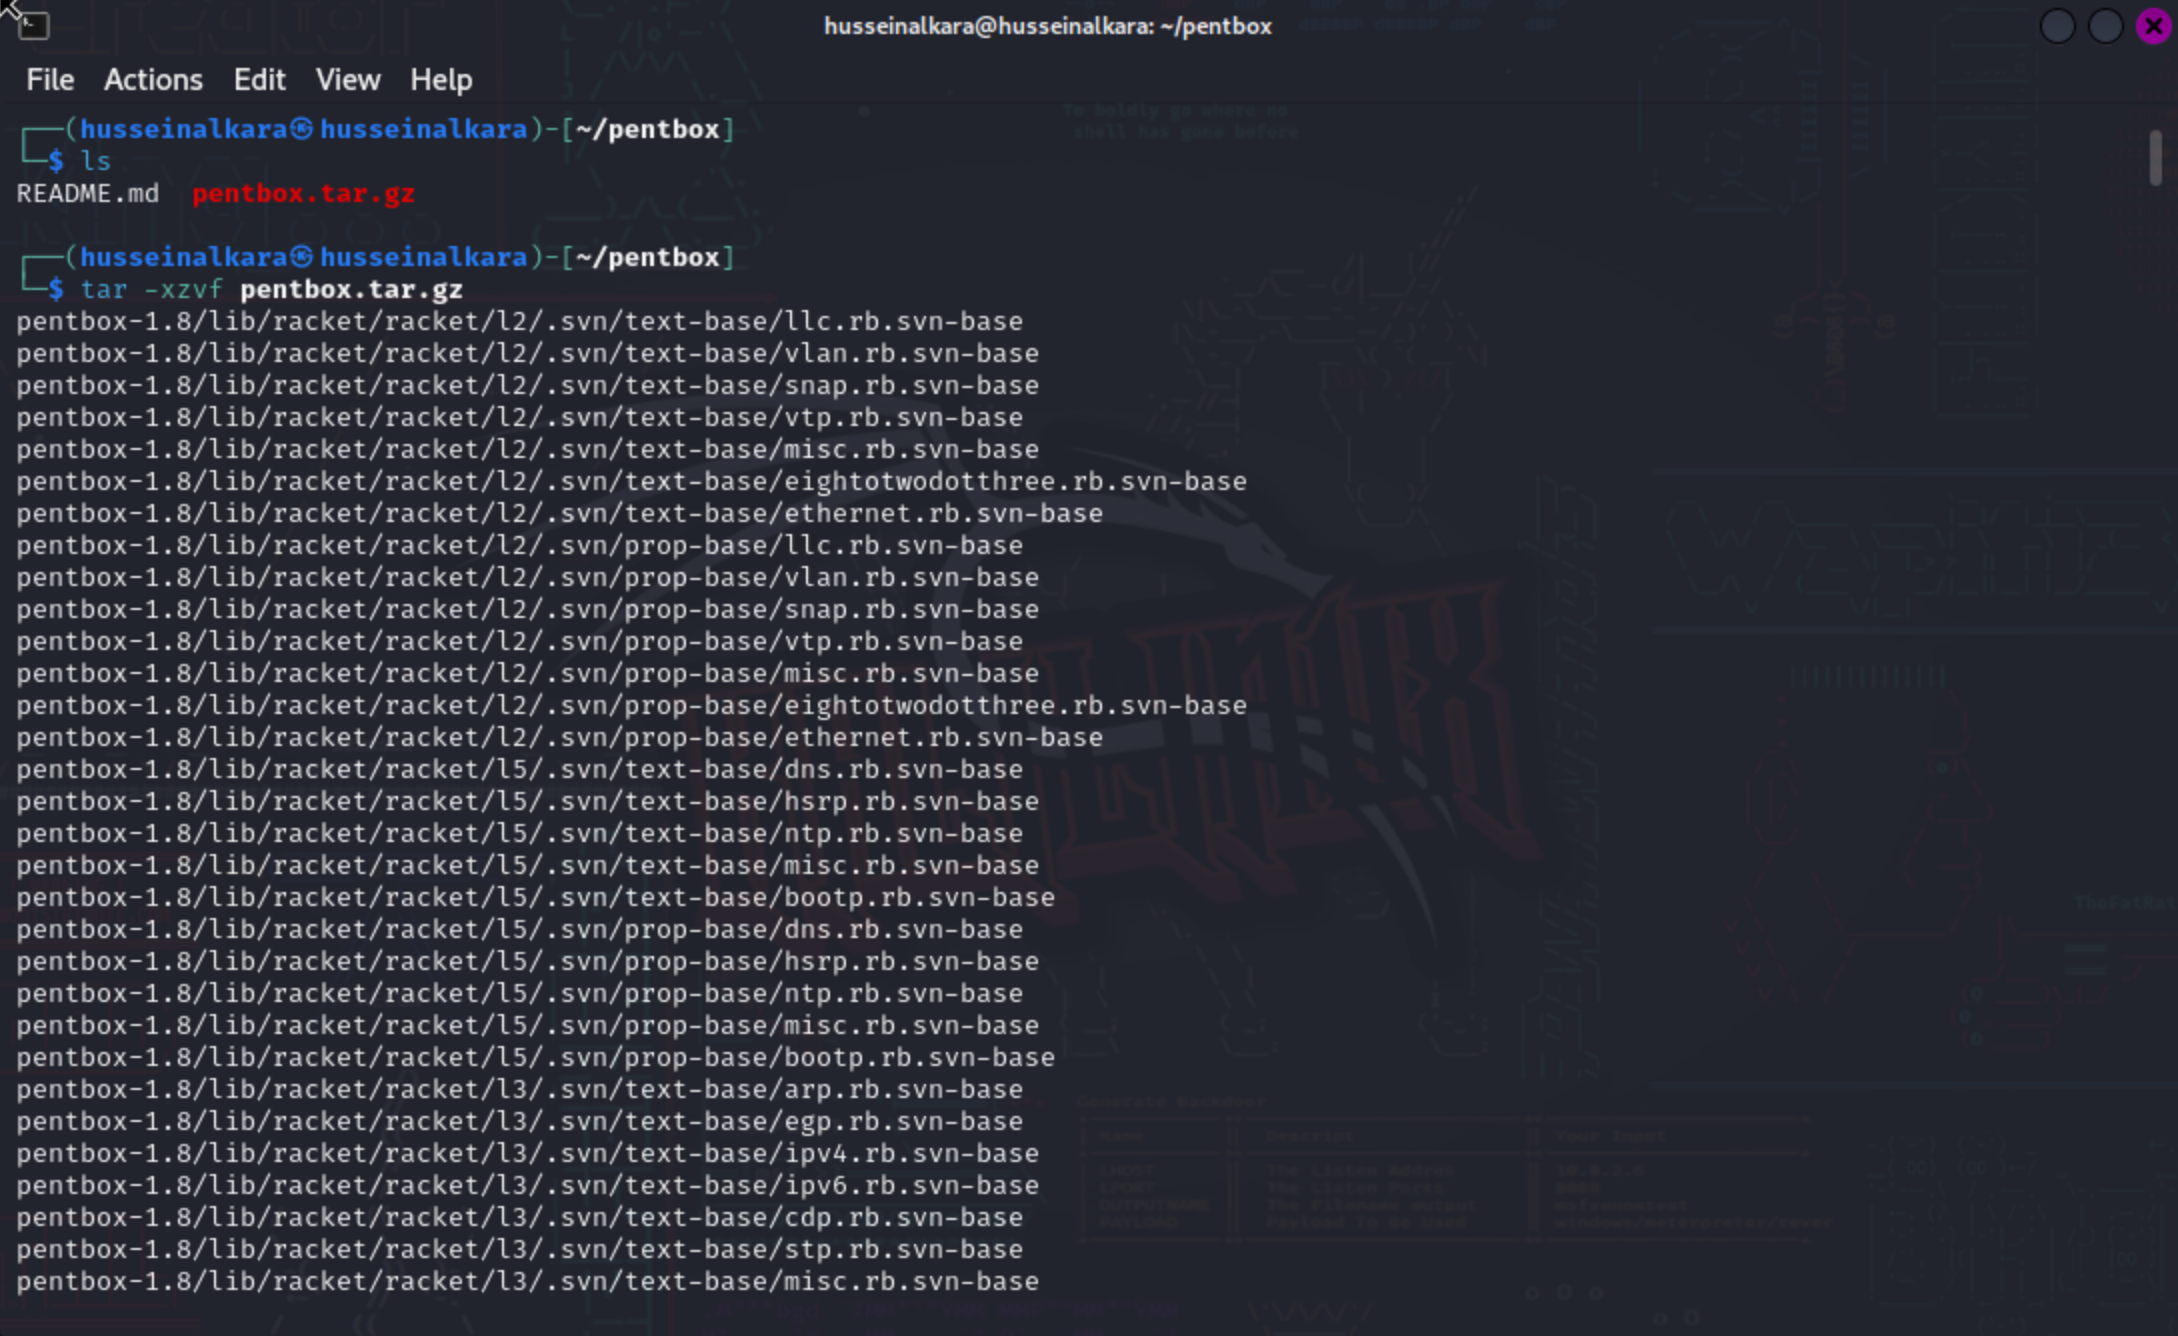 husseinalkara@husseinalkara: ~/pentbox
File Actions Edit View Help
┌──(husseinalkara㉿husseinalkara)-[~/pentbox]
└─$ ls
README.md pentbox.tar.gz
┌──(husseinalkara㉿husseinalkara)-[~/pentbox]
└─$ tar -xzvf pentbox.tar.gz
pentbox-1.8/lib/racket/racket/l2/.svn/text-base/llc.rb.svn-base
pentbox-1.8/lib/racket/racket/l2/.svn/text-base/vlan.rb.svn-base
pentbox-1.8/lib/racket/racket/l2/.svn/text-base/snap.rb.svn-base
pentbox-1.8/lib/racket/racket/l2/.svn/text-base/vtp.rb.svn-base
pentbox-1.8/lib/racket/racket/l2/.svn/text-base/misc.rb.svn-base
pentbox-1.8/lib/racket/racket/l2/.svn/text-base/eightotwodotthree.rb.svn-base
pentbox-1.8/lib/racket/racket/l2/.svn/text-base/ethernet.rb.svn-base
pentbox-1.8/lib/racket/racket/l2/.svn/prop-base/llc.rb.svn-base
pentbox-1.8/lib/racket/racket/l2/.svn/prop-base/vlan.rb.svn-base
pentbox-1.8/lib/racket/racket/l2/.svn/prop-base/snap.rb.svn-base
pentbox-1.8/lib/racket/racket/l2/.svn/prop-base/vtp.rb.svn-base
pentbox-1.8/lib/racket/racket/l2/.svn/prop-base/misc.rb.svn-base
pentbox-1.8/lib/racket/racket/l2/.svn/prop-base/eightotwodotthree.rb.svn-base
pentbox-1.8/lib/racket/racket/l2/.svn/prop-base/ethernet.rb.svn-base
pentbox-1.8/lib/racket/racket/l5/.svn/text-base/dns.rb.svn-base
pentbox-1.8/lib/racket/racket/l5/.svn/text-base/hsrp.rb.svn-base
pentbox-1.8/lib/racket/racket/l5/.svn/text-base/ntp.rb.svn-base
pentbox-1.8/lib/racket/racket/l5/.svn/text-base/misc.rb.svn-base
pentbox-1.8/lib/racket/racket/l5/.svn/text-base/bootp.rb.svn-base
pentbox-1.8/lib/racket/racket/l5/.svn/prop-base/dns.rb.svn-base
pentbox-1.8/lib/racket/racket/l5/.svn/prop-base/hsrp.rb.svn-base
pentbox-1.8/lib/racket/racket/l5/.svn/prop-base/ntp.rb.svn-base
pentbox-1.8/lib/racket/racket/l5/.svn/prop-base/misc.rb.svn-base
pentbox-1.8/lib/racket/racket/l5/.svn/prop-base/bootp.rb.svn-base
pentbox-1.8/lib/racket/racket/l3/.svn/text-base/arp.rb.svn-base
pentbox-1.8/lib/racket/racket/l3/.svn/text-base/egp.rb.svn-base
pentbox-1.8/lib/racket/racket/l3/.svn/text-base/ipv4.rb.svn-base
pentbox-1.8/lib/racket/racket/l3/.svn/text-base/ipv6.rb.svn-base
pentbox-1.8/lib/racket/racket/l3/.svn/text-base/cdp.rb.svn-base
pentbox-1.8/lib/racket/racket/l3/.svn/text-base/stp.rb.svn-base
pentbox-1.8/lib/racket/racket/l3/.svn/text-base/misc.rb.svn-base
To boldly go where no
shell has gone before